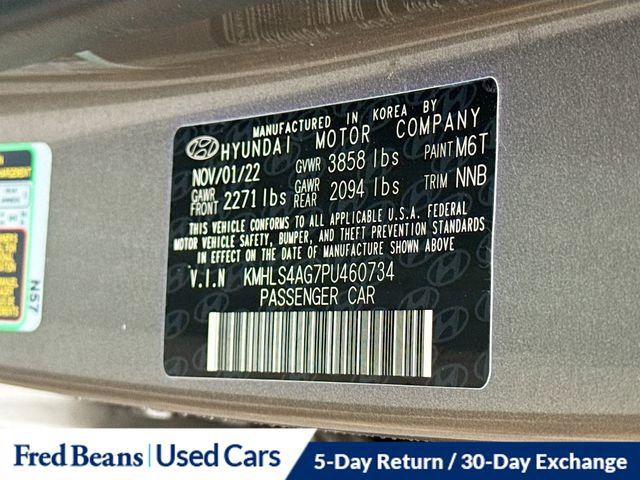 MANUFACTURED IN KOREA BY
HYUNDAI MOTOR COMPANY
NOV/01/22 GVWR 3858 lbs PAINT M6T
GAWR FRONT 2271 lbs GAWR REAR 2094 lbs TRIM NNB
THIS VEHICLE CONFORMS TO ALL APPLICABLE U.S.A. FEDERAL
MOTOR VEHICLE SAFETY, BUMPER, AND THEFT PREVENTION STANDARDS
IN EFFECT ON THE DATE OF MANUFACTURE SHOWN ABOVE
V.I.N KMHLS4AG7PU460734
PASSENGER CAR
N57
Fred Beans | Used Cars
5-Day Return / 30-Day Exchange